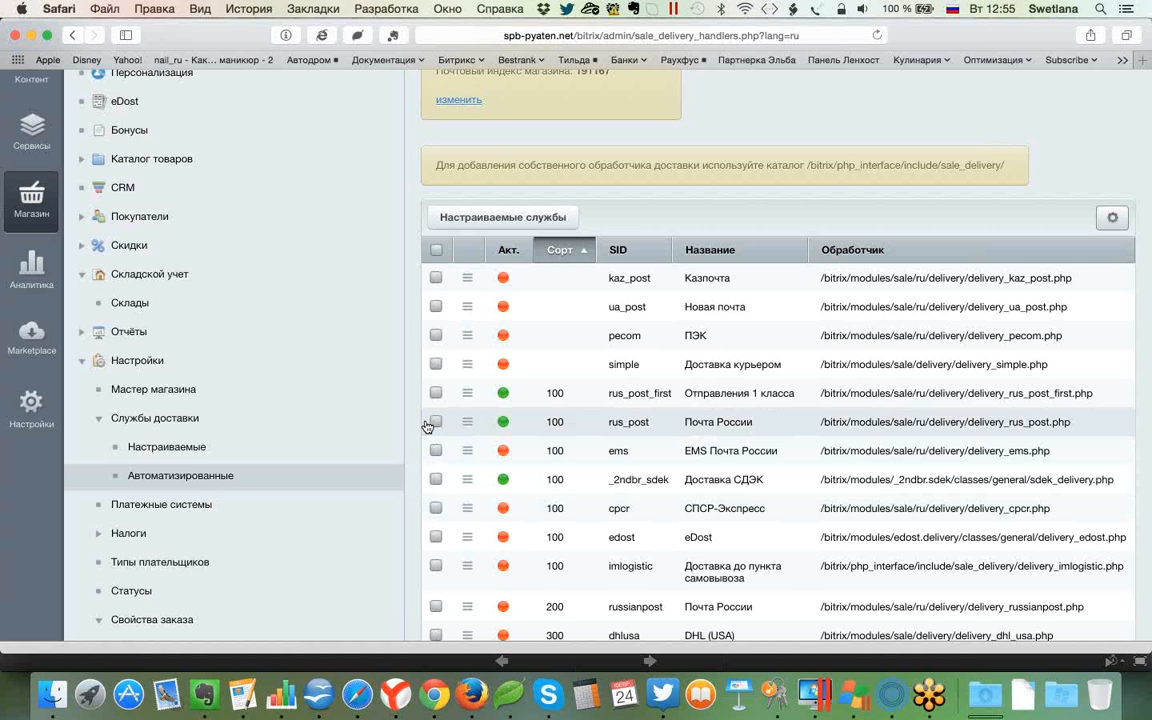 Safari Файл Правка Вид История Закладки Разработка Окно Справка 100 % Вт 12:55 Swetlana
spb-pyaten.net/bitrix/admin/sale_delivery_handlers.php?lang=ru
Apple Disney Yahoo! nail_ru - Как... маникюр - 2 Автодром Документация Битрикс Bestrank Тильда Банки Раухфус Партнерка Эльба Панель Ленхост Кулинария Оптимизация Subscribe >>
Контент
Сервисы
Магазин
Аналитика
Marketplace
Настройки
Персонализация
eDost
Бонусы
Каталог товаров
CRM
Покупатели
Скидки
Складской учет
Склады
Отчёты
Настройки
Мастер магазина
Службы доставки
Настраиваемые
Автоматизированные
Платежные системы
Налоги
Типы плательщиков
Статусы
Свойства заказа
Почтовый индекс магазина: 191167
изменить
Для добавления собственного обработчика доставки используйте каталог /bitrix/php_interface/include/sale_delivery/
Настраиваемые службы
Акт. Сорт SID Название Обработчик
kaz_post Казпочта /bitrix/modules/sale/ru/delivery/delivery_kaz_post.php
ua_post Новая почта /bitrix/modules/sale/ru/delivery/delivery_ua_post.php
pecom ПЭК /bitrix/modules/sale/ru/delivery/delivery_pecom.php
simple Доставка курьером /bitrix/modules/sale/delivery/delivery_simple.php
100 rus_post_first Отправления 1 класса /bitrix/modules/sale/ru/delivery/delivery_rus_post_first.php
100 rus_post Почта России /bitrix/modules/sale/ru/delivery/delivery_rus_post.php
100 ems EMS Почта России /bitrix/modules/sale/ru/delivery/delivery_ems.php
100 _2ndbr_sdek Доставка СДЭК /bitrix/modules/_2ndbr.sdek/classes/general/sdek_delivery.php
100 cpcr СПСР-Экспресс /bitrix/modules/sale/ru/delivery/delivery_cpcr.php
100 edost eDost /bitrix/modules/edost.delivery/classes/general/delivery_edost.php
100 imlogistic Доставка до пункта самовывоза /bitrix/php_interface/include/sale_delivery/delivery_imlogistic.php
200 russianpost Почта России /bitrix/modules/sale/ru/delivery/delivery_russianpost.php
300 dhlusa DHL (USA) /bitrix/modules/sale/delivery/delivery_dhl_usa.php
24